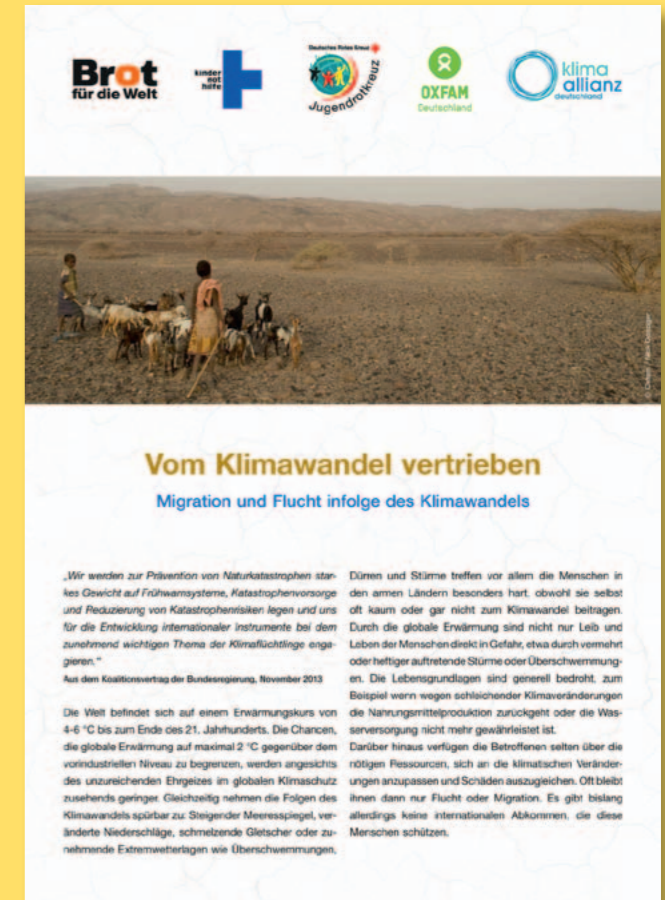 Brot
für die Welt
kinder
not
hilfe
Deutsches Rotes Kreuz
Jugendrotkreuz
OXFAM
Deutschland
klima
allianz
deutschland
Vom Klimawandel vertrieben
Migration und Flucht infolge des Klimawandels
„Wir werden zur Prävention von Naturkatastrophen star-
kes Gewicht auf Frühwarnsysteme, Katastrophenvorsorge
und Reduzierung von Katastrophenrisiken legen und uns
für die Entwicklung internationaler Instrumente bei dem
zunehmend wichtigen Thema der Klimaflüchtlinge enga-
gieren."
Aus dem Koalitionsvertrag der Bundesregierung, November 2013
Die Welt befindet sich auf einem Erwärmungskurs von
4-6 °C bis zum Ende des 21. Jahrhunderts. Die Chancen,
die globale Erwärmung auf maximal 2 °C gegenüber dem
vorindustriellen Niveau zu begrenzen, werden angesichts
des unzureichenden Ehrgeizes im globalen Klimaschutz
zusehends geringer. Gleichzeitig nehmen die Folgen des
Klimawandels spürbar zu: Steigender Meeresspiegel, ver-
änderte Niederschläge, schmelzende Gletscher oder zu-
nehmende Extremwetterlagen wie Überschwemmungen,
Dürren und Stürme treffen vor allem die Menschen in
den armen Ländern besonders hart, obwohl sie selbst
oft kaum oder gar nicht zum Klimawandel beitragen.
Durch die globale Erwärmung sind nicht nur Leib und
Leben der Menschen direkt in Gefahr, etwa durch vermehrt
oder heftiger auftretende Stürme oder Überschwemmung-
en. Die Lebensgrundlagen sind generell bedroht, zum
Beispiel wenn wegen schleichender Klimaveränderungen
die Nahrungsmittelproduktion zurückgeht oder die Was-
serversorgung nicht mehr gewährleistet ist.
Darüber hinaus verfügen die Betroffenen selten über die
nötigen Ressourcen, sich an die klimatischen Veränder-
ungen anzupassen und Schäden auszugleichen. Oft bleibt
ihnen dann nur Flucht oder Migration. Es gibt bislang
allerdings keine internationalen Abkommen, die diese
Menschen schützen.